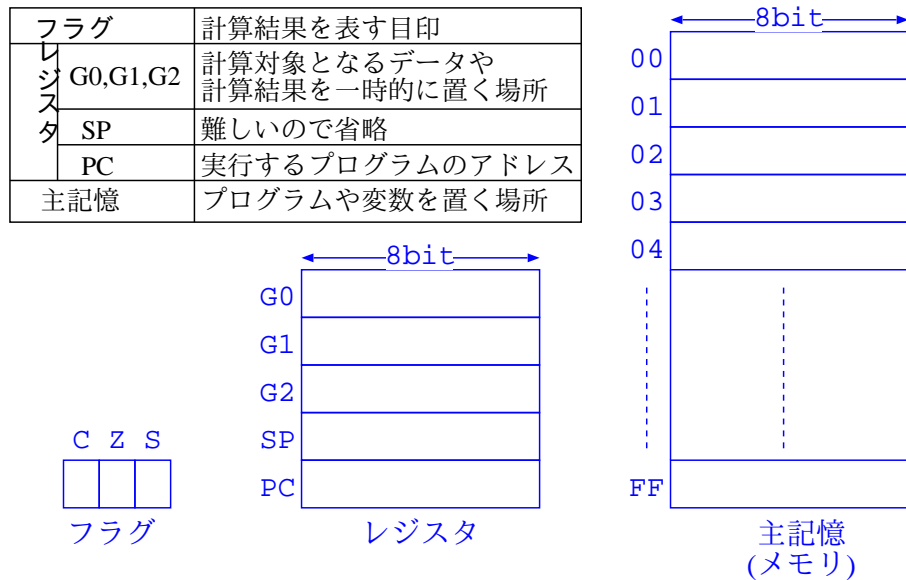 フラグ 計算結果を表す目印
レジスタ
G0,G1,G2 計算対象となるデータや
計算結果を一時的に置く場所
SP 難しいので省略
PC 実行するプログラムのアドレス
主記憶 プログラムや変数を置く場所
C Z S
フラグ
8bit
G0
G1
G2
SP
PC
レジスタ
8bit
00
01
02
03
04
FF
主記憶
(メモリ)